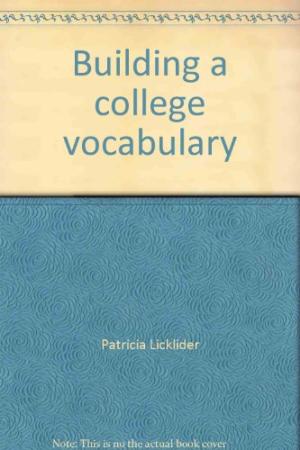 Building a
college
vocabulary
Patricia Licklider
Note: This is no the actual book cover